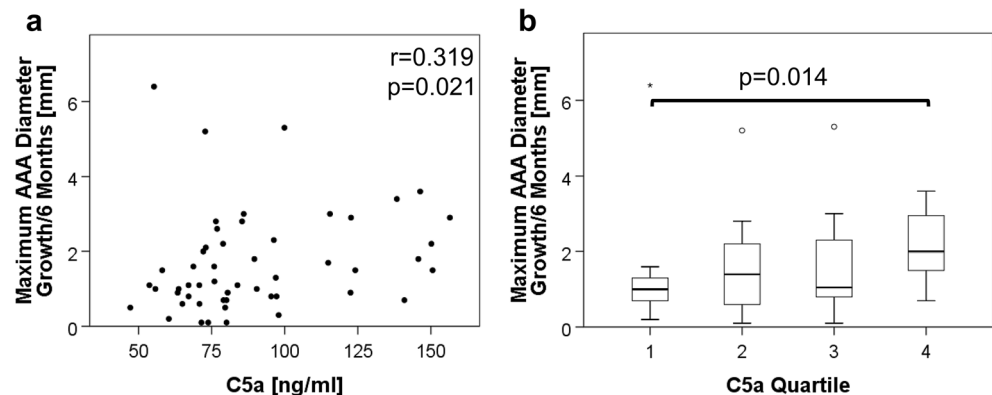 a
r=0.319
p=0.021
Maximum AAA Diameter
Growth/6 Months [mm]
6
4
2
0
50
75
100
125
150
C5a [ng/ml]
b
p=0.014
*
Maximum AAA Diameter
Growth/6 Months [mm]
6
4
2
0
1
2
3
4
C5a Quartile